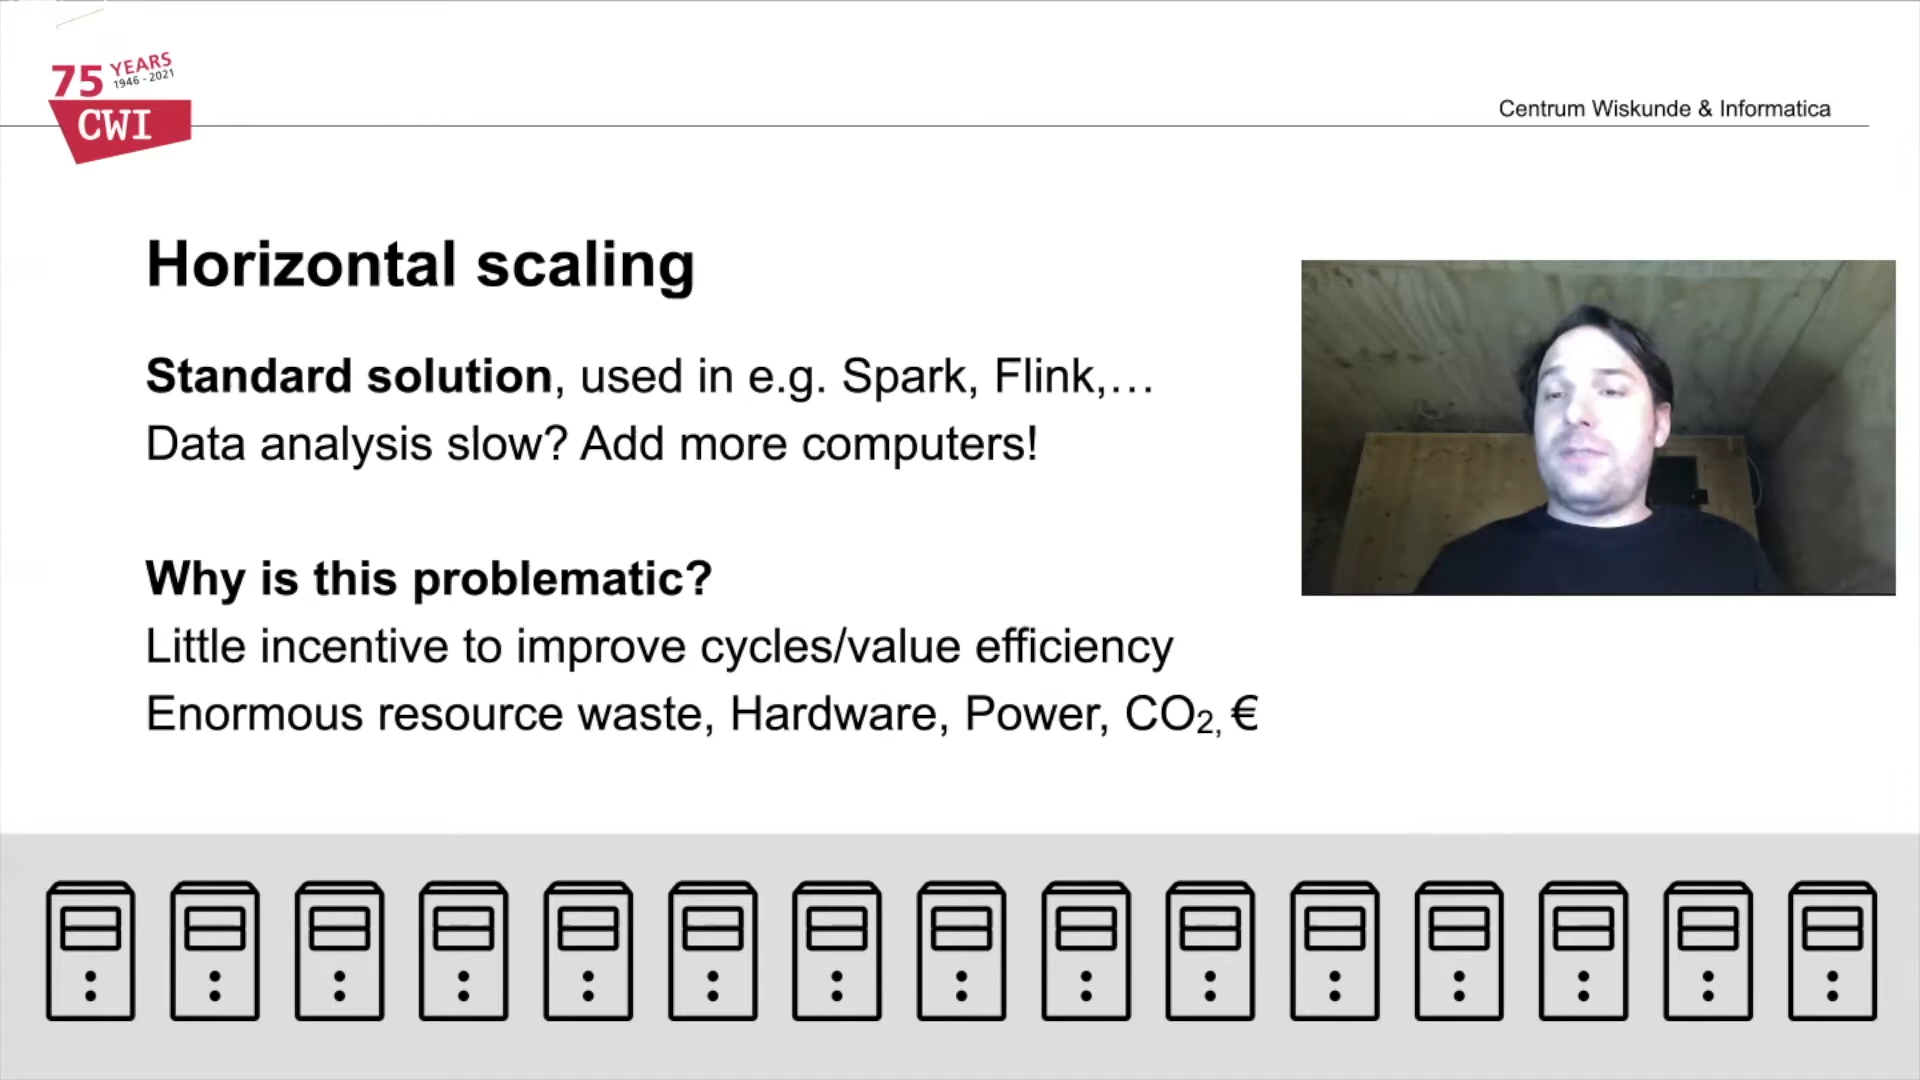 75 YEARS
1946 - 2021
CWI
Centrum Wiskunde & Informatica
Horizontal scaling
Standard solution, used in e.g. Spark, Flink,…
Data analysis slow? Add more computers!
Why is this problematic?
Little incentive to improve cycles/value efficiency
Enormous resource waste, Hardware, Power, CO₂, €